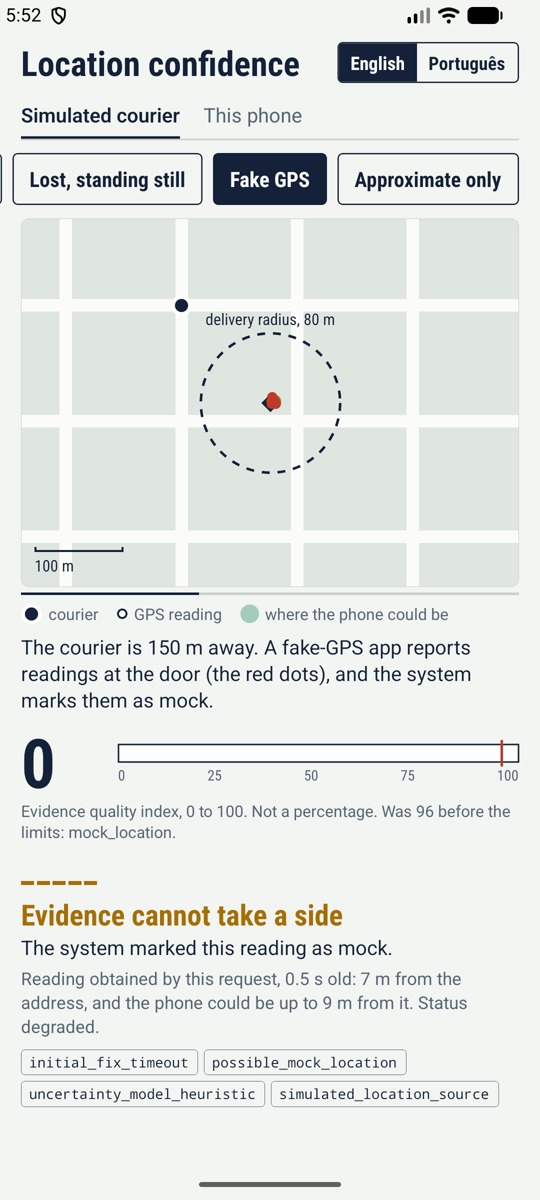 5:52
Location confidence
English
Português
Simulated courier
This phone
Lost, standing still
Fake GPS
Approximate only
delivery radius, 80 m
100 m
courier
GPS reading
where the phone could be
The courier is 150 m away. A fake-GPS app reports
readings at the door (the red dots), and the system
marks them as mock.
0
0
25
50
75
100
Evidence quality index, 0 to 100. Not a percentage. Was 96 before the
limits: mock_location.
Evidence cannot take a side
The system marked this reading as mock.
Reading obtained by this request, 0.5 s old: 7 m from the
address, and the phone could be up to 9 m from it. Status
degraded.
initial_fix_timeout
possible_mock_location
uncertainty_model_heuristic
simulated_location_source